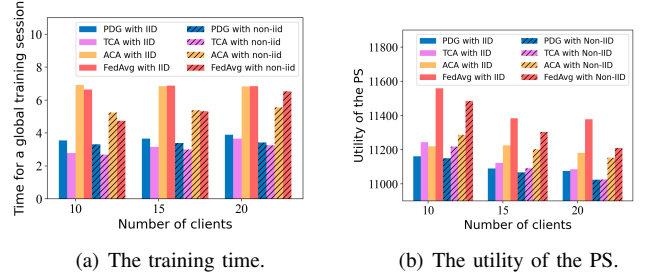 Time for a global training session
10
8
6
4
2
0
PDG with IID
TCA with IID
ACA with IID
FedAvg with IID
PDG with non-iid
TCA with non-iid
ACA with non-iid
FedAvg with non-iid
10
15
20
Number of clients
(a) The training time.
Utility of the PS
11800
11600
11400
11200
11000
PDG with IID
TCA with IID
ACA with IID
FedAvg with IID
PDG with Non-IID
TCA with Non-IID
ACA with Non-IID
FedAvg with Non-IID
10
15
20
Number of clients
(b) The utility of the PS.